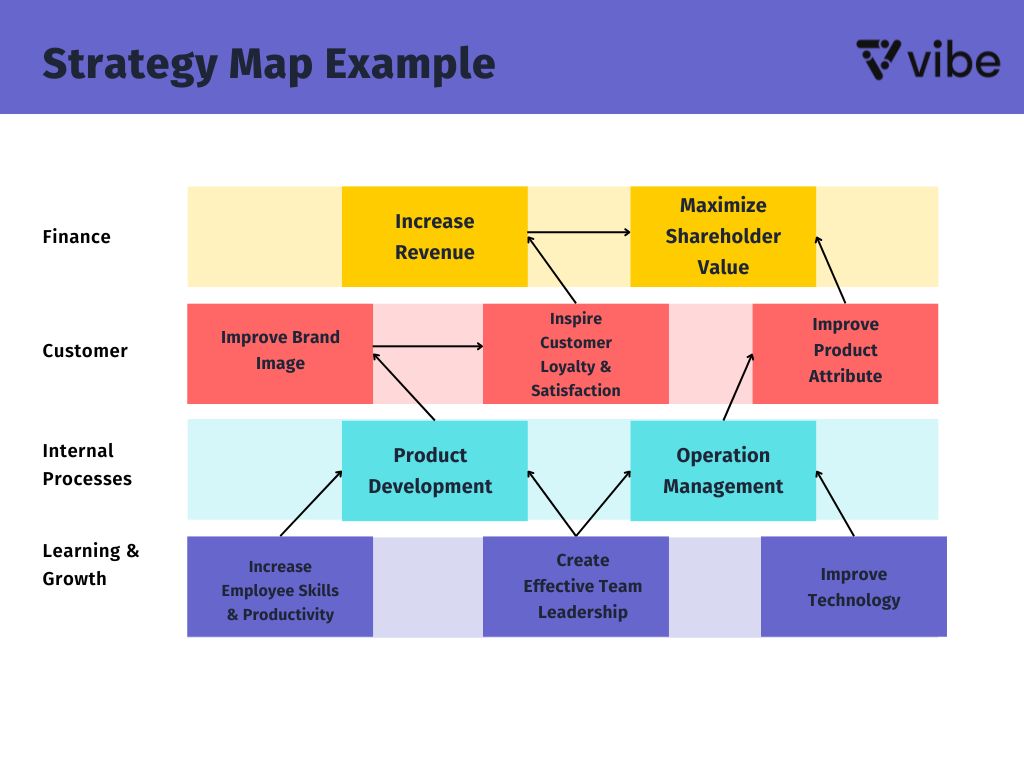 Strategy Map Example
vibe
Finance
Increase
Revenue
Maximize
Shareholder
Value
Customer
Improve Brand
Image
Inspire
Customer
Loyalty &
Satisfaction
Improve
Product
Attribute
Internal
Processes
Product
Development
Operation
Management
Learning &
Growth
Increase
Employee Skills
& Productivity
Create
Effective Team
Leadership
Improve
Technology